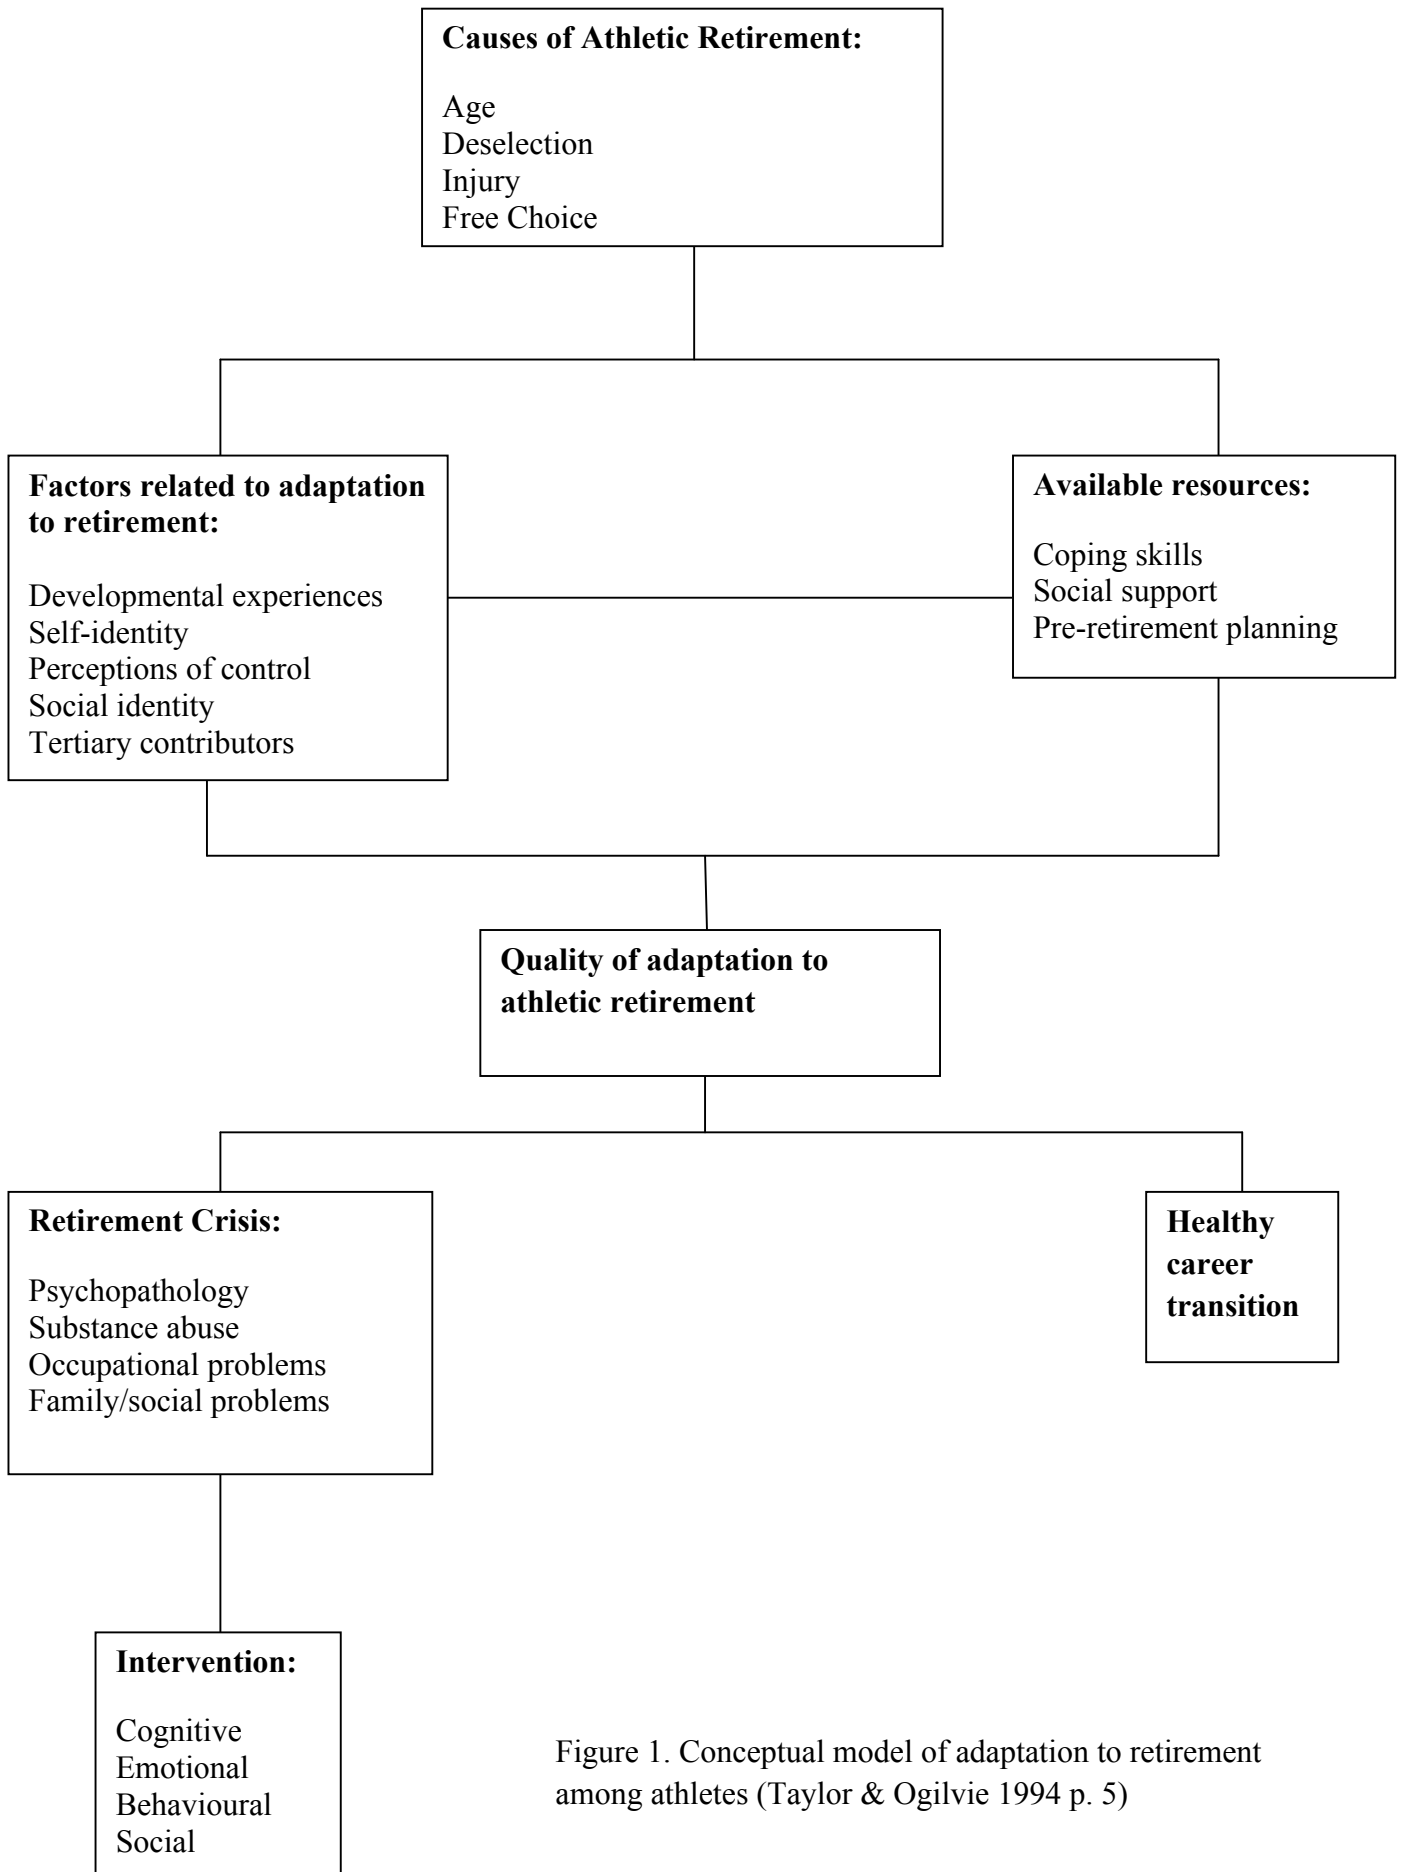 Causes of Athletic Retirement:
Age
Deselection
Injury
Free Choice
Factors related to adaptation
to retirement:
Developmental experiences
Self-identity
Perceptions of control
Social identity
Tertiary contributors
Available resources:
Coping skills
Social support
Pre-retirement planning
Quality of adaptation to
athletic retirement
Retirement Crisis:
Psychopathology
Substance abuse
Occupational problems
Family/social problems
Healthy
career
transition
Intervention:
Cognitive
Emotional
Behavioural
Social
Figure 1. Conceptual model of adaptation to retirement
among athletes (Taylor & Ogilvie 1994 p. 5)